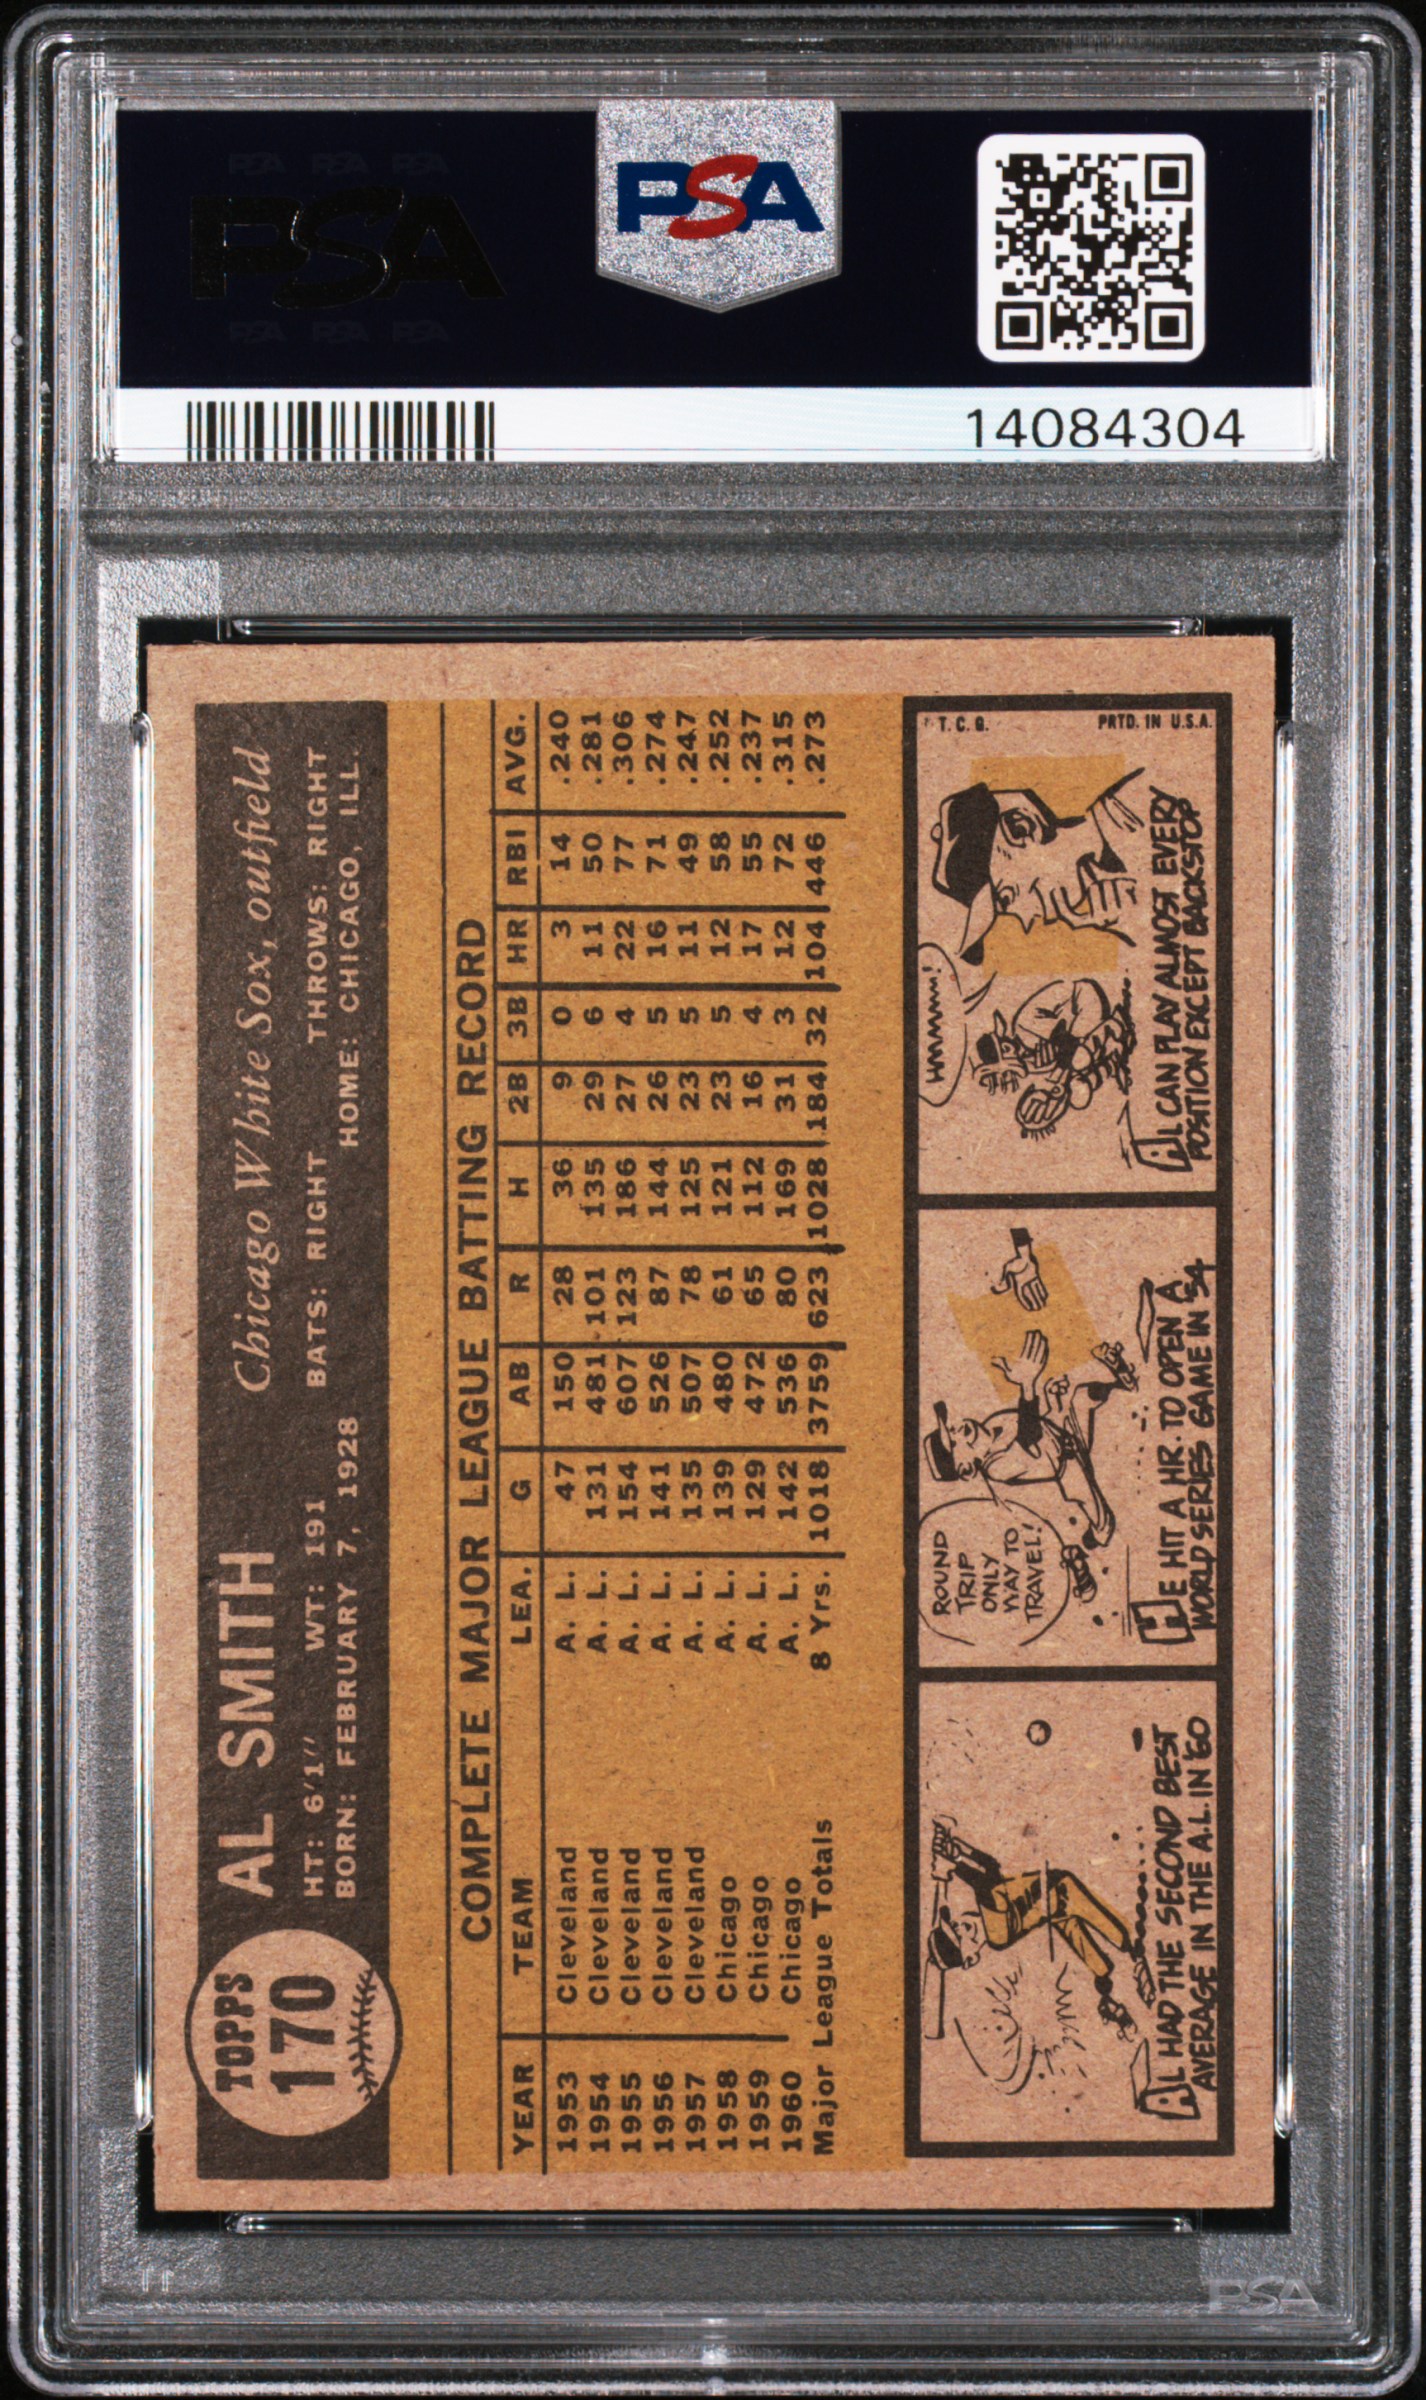 PSA PSA PSA
PSA
PSA PSA PSA
PSA
14084304
TOPPS
170
AL SMITH Chicago White Sox, outfield
HT: 6'1" WT: 191 BATS: RIGHT THROWS: RIGHT
BORN: FEBRUARY 7, 1928 HOME: CHICAGO, ILL.
COMPLETE MAJOR LEAGUE BATTING RECORD
YEAR TEAM LEA. G AB R H 2B 3B HR RBI AVG.
1953 Cleveland A. L. 47 150 28 36 9 0 3 14 .240
1954 Cleveland A. L. 131 481 101 135 29 6 11 50 .281
1955 Cleveland A. L. 154 607 123 186 27 4 22 77 .306
1956 Cleveland A. L. 141 526 87 144 26 5 16 71 .274
1957 Cleveland A. L. 135 507 78 125 23 5 11 49 .247
1958 Chicago A. L. 139 480 61 121 23 5 12 58 .252
1959 Chicago A. L. 129 472 65 112 16 4 17 55 .237
1960 Chicago A. L. 142 536 80 169 31 3 12 72 .315
Major League Totals 8 Yrs. 1018 3759 623 1028 184 32 104 446 .273
AL HAD THE SECOND BEST
AVERAGE IN THE A.L. IN '60
ROUND
TRIP
ONLY
WAY TO
TRAVEL!
HE HIT A HR. TO OPEN A
WORLD SERIES GAME IN '54
HMMMM!
AL CAN PLAY ALMOST EVERY
POSITION EXCEPT BACKSTOP
T. C. G.
PRTD. IN U.S.A.
PSA